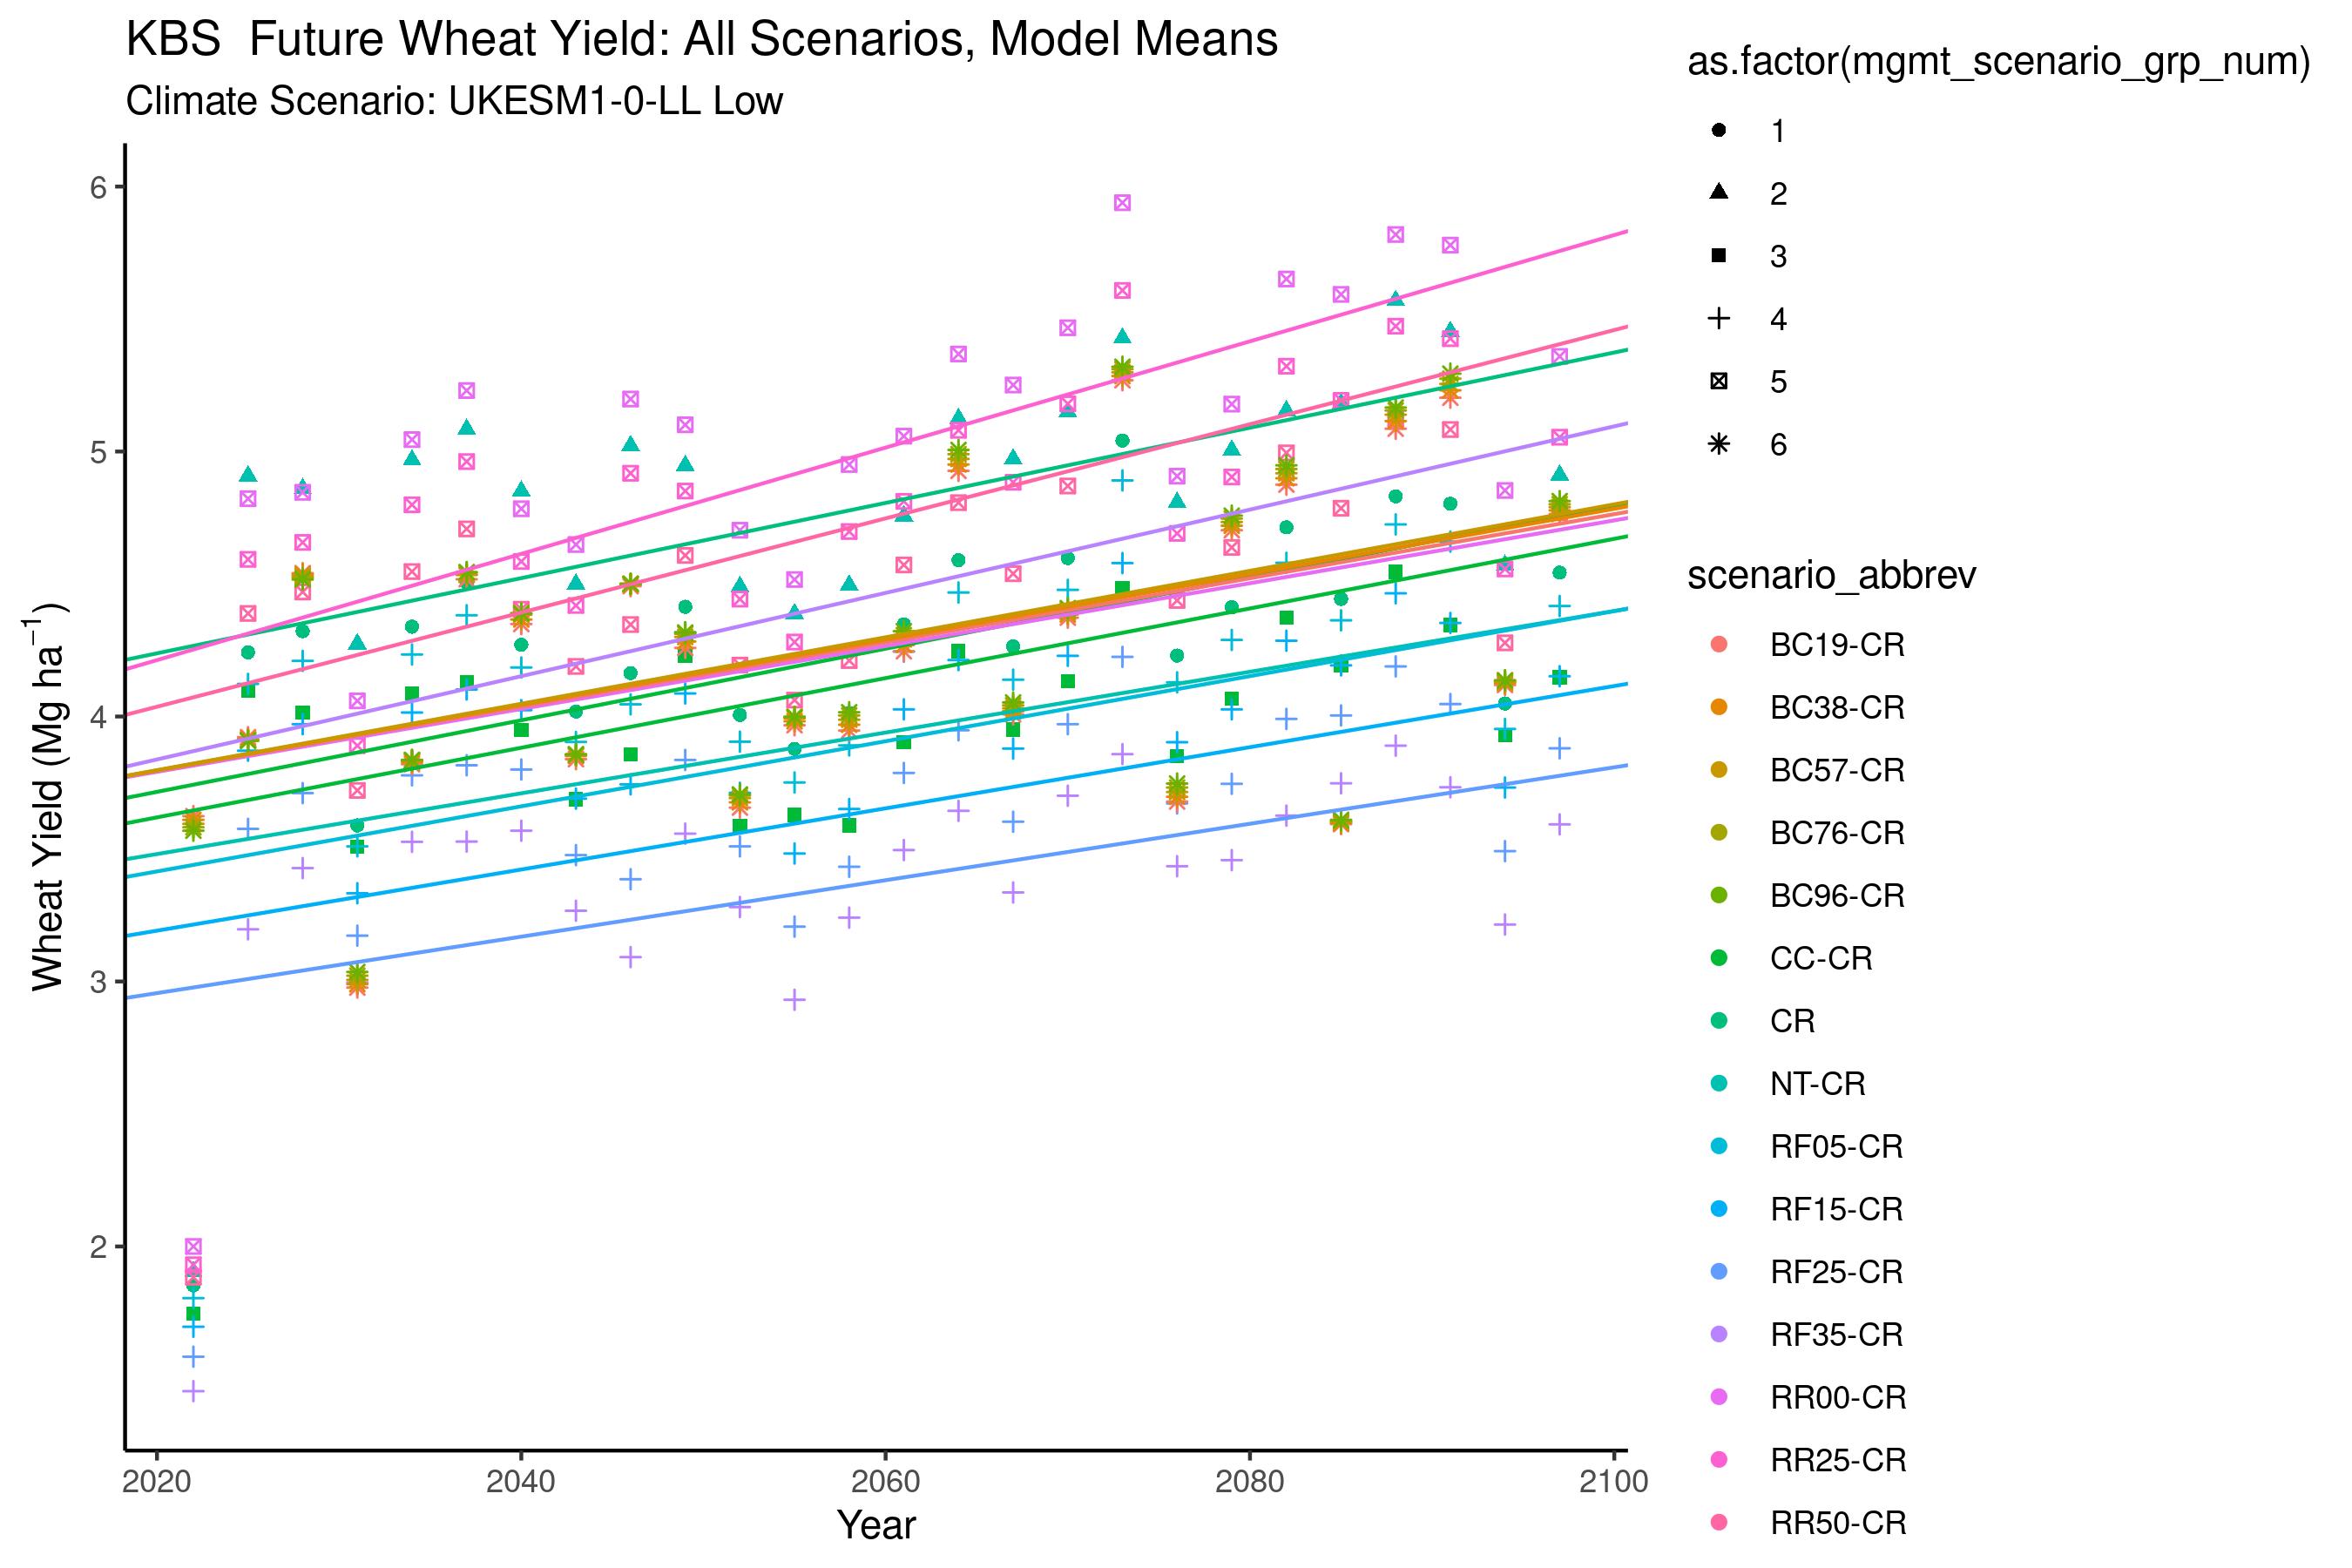 KBS  Future Wheat Yield: All Scenarios, Model Means
Climate Scenario: UKESM1-0-LL Low
Wheat Yield (Mg ha⁻¹)
6
5
4
3
2
2020
2040
2060
2080
2100
Year
as.factor(mgmt_scenario_grp_num)
1
2
3
4
5
6
scenario_abbrev
BC19-CR
BC38-CR
BC57-CR
BC76-CR
BC96-CR
CC-CR
CR
NT-CR
RF05-CR
RF15-CR
RF25-CR
RF35-CR
RR00-CR
RR25-CR
RR50-CR